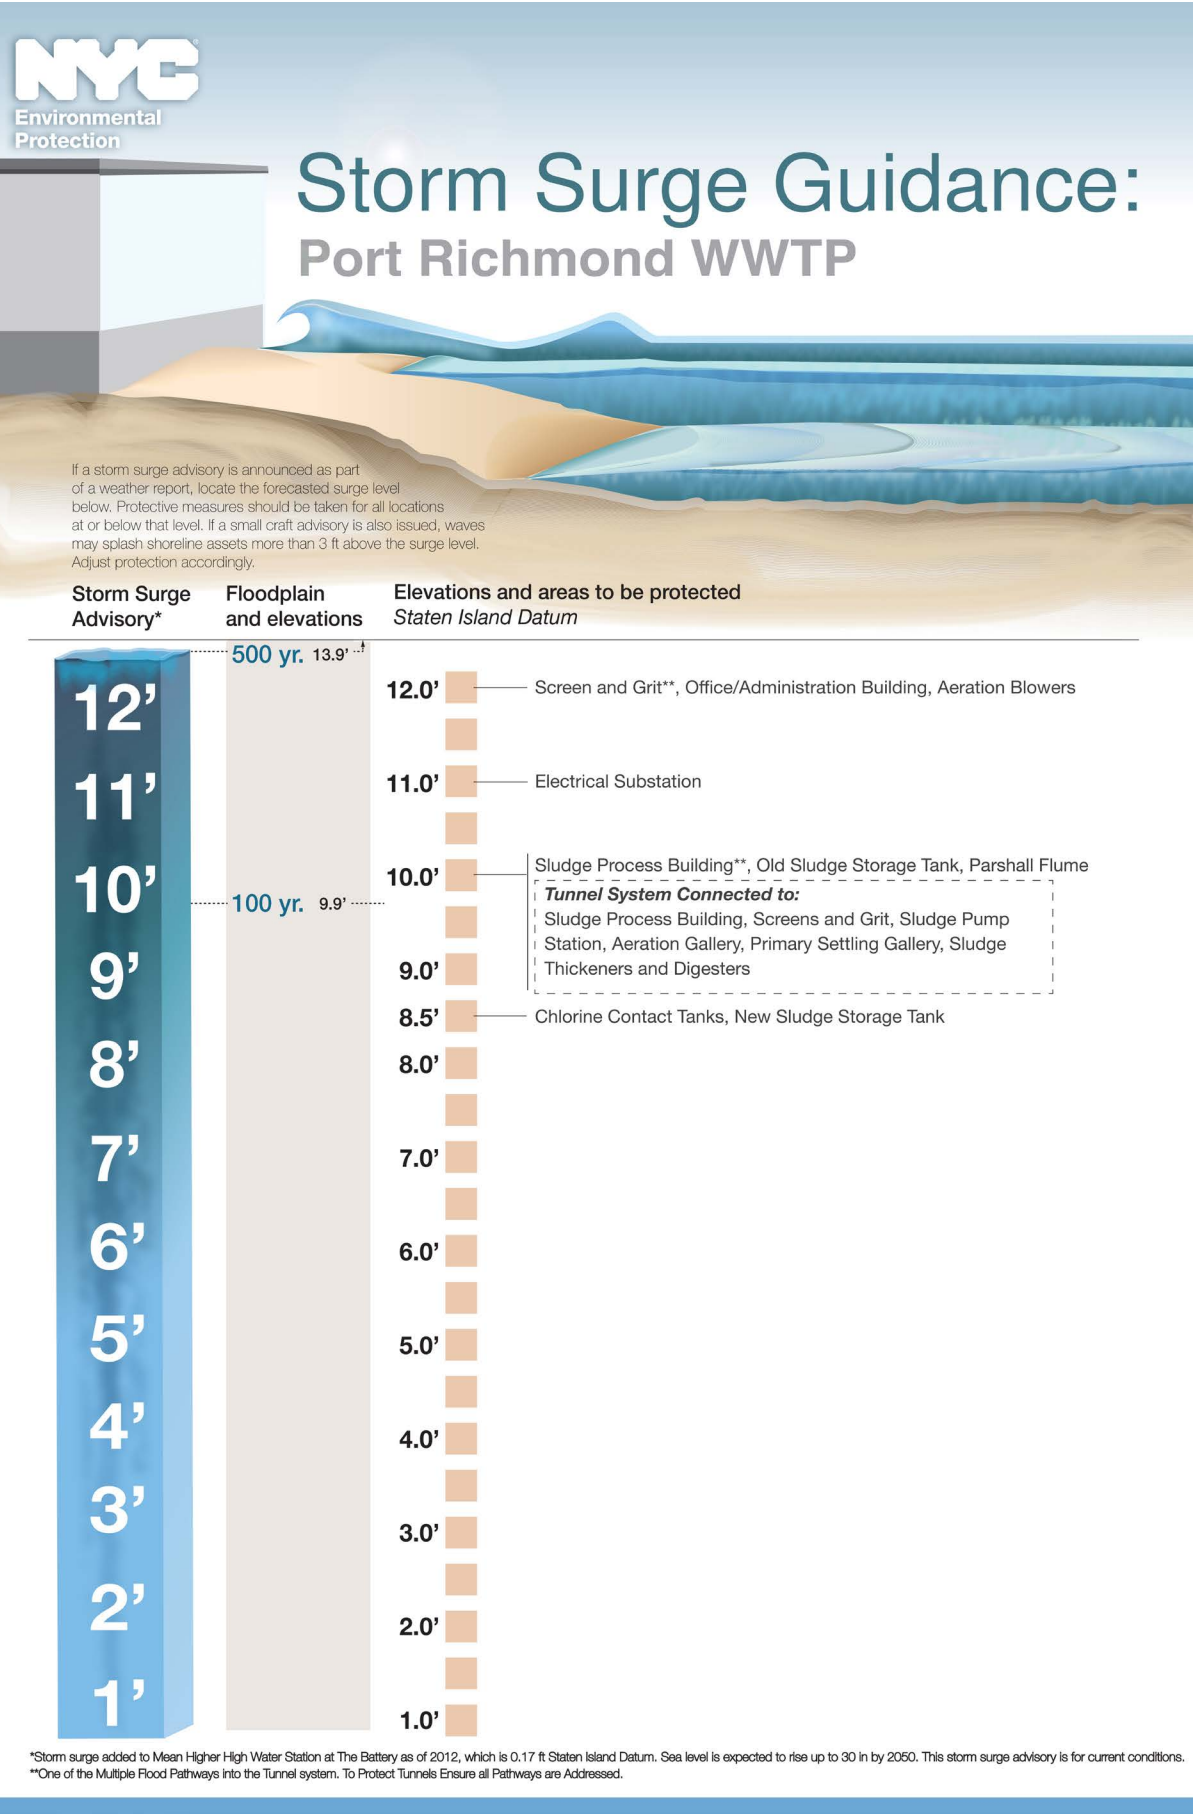 NYC
Environmental
Protection
Storm Surge Guidance:
Port Richmond WWTP
If a storm surge advisory is announced as part
of a weather report, locate the forecasted surge level
below. Protective measures should be taken for all locations
at or below that level. If a small craft advisory is also issued, waves
may splash shoreline assets more than 3 ft above the surge level.
Adjust protection accordingly.
Storm Surge
Advisory*
Floodplain
and elevations
Elevations and areas to be protected
Staten Island Datum
500 yr. 13.9’
12’
12.0’
Screen and Grit**, Office/Administration Building, Aeration Blowers
11’
11.0’
Electrical Substation
10’
10.0’
Sludge Process Building**, Old Sludge Storage Tank, Parshall Flume
Tunnel System Connected to:
Sludge Process Building, Screens and Grit, Sludge Pump
Station, Aeration Gallery, Primary Settling Gallery, Sludge
Thickeners and Digesters
100 yr. 9.9’
9’
9.0’
8.5’
Chlorine Contact Tanks, New Sludge Storage Tank
8’
8.0’
7’
7.0’
6’
6.0’
5’
5.0’
4’
4.0’
3’
3.0’
2’
2.0’
1’
1.0’
*Storm surge added to Mean Higher High Water Station at The Battery as of 2012, which is 0.17 ft Staten Island Datum. Sea level is expected to rise up to 30 in by 2050. This storm surge advisory is for current conditions.
**One of the Multiple Flood Pathways into the Tunnel system. To Protect Tunnels Ensure all Pathways are Addressed.